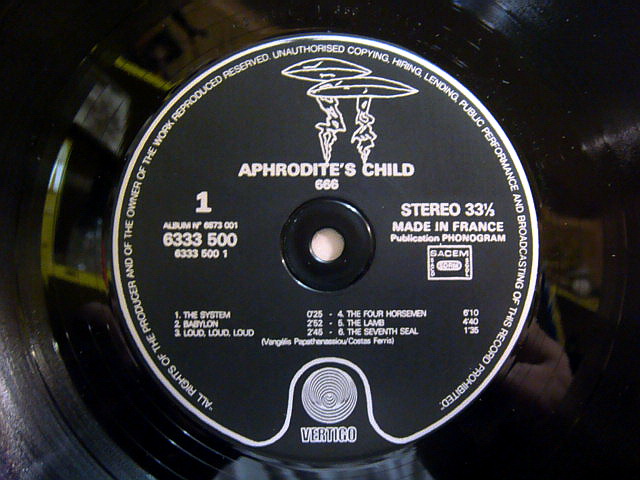 "ALL RIGHTS OF THE PRODUCER AND OF THE OWNER OF THE WORK REPRODUCED RESERVED. UNAUTHORISED COPYING, HIRING, LENDING, PUBLIC PERFORMANCE AND BROADCASTING OF THIS RECORD PROHIBITED."
APHRODITE'S CHILD
666
1
ALBUM N° 6673 001
6333 500
6333 500 1
STEREO 33⅓
MADE IN FRANCE
Publication PHONOGRAM
SACEM
SDRM
1. THE SYSTEM 0'25 - 4. THE FOUR HORSEMEN 6'10
2. BABYLON 2'52 - 5. THE LAMB 4'40
3. LOUD, LOUD, LOUD 2'45 - 6. THE SEVENTH SEAL 1'35
(Vangélis Papathanassiou/Costas Ferris)
VERTIGO